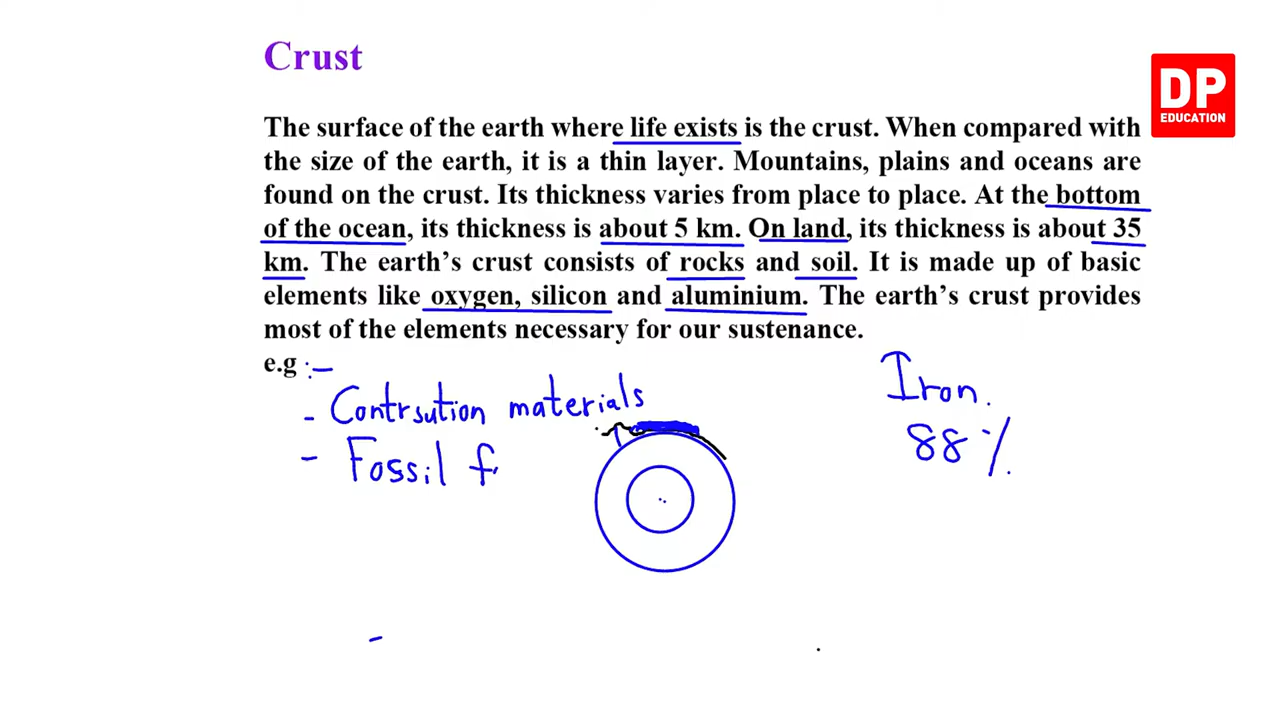 Crust
DP
EDUCATION
The surface of the earth where life exists is the crust. When compared with
the size of the earth, it is a thin layer. Mountains, plains and oceans are
found on the crust. Its thickness varies from place to place. At the bottom
of the ocean, its thickness is about 5 km. On land, its thickness is about 35
km. The earth's crust consists of rocks and soil. It is made up of basic
elements like oxygen, silicon and aluminium. The earth's crust provides
most of the elements necessary for our sustenance.
e.g :-
- Contrsution materials
- Fossil f
Iron.
88%
-